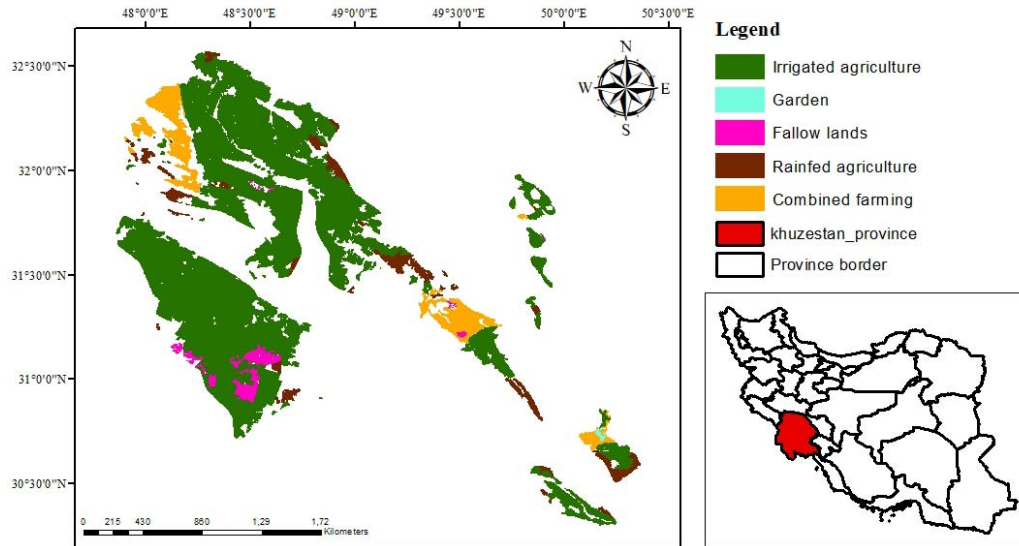 48°0'0"E 48°30'0"E 49°0'0"E 49°30'0"E 50°0'0"E 50°30'0"E
32°30'0"N
32°0'0"N
31°30'0"N
31°0'0"N
30°30'0"N
N
W E
S
0 215 430 860 1,29 1,72
Kilometers
Legend
Irrigated agriculture
Garden
Fallow lands
Rainfed agriculture
Combined farming
khuzestan_province
Province border